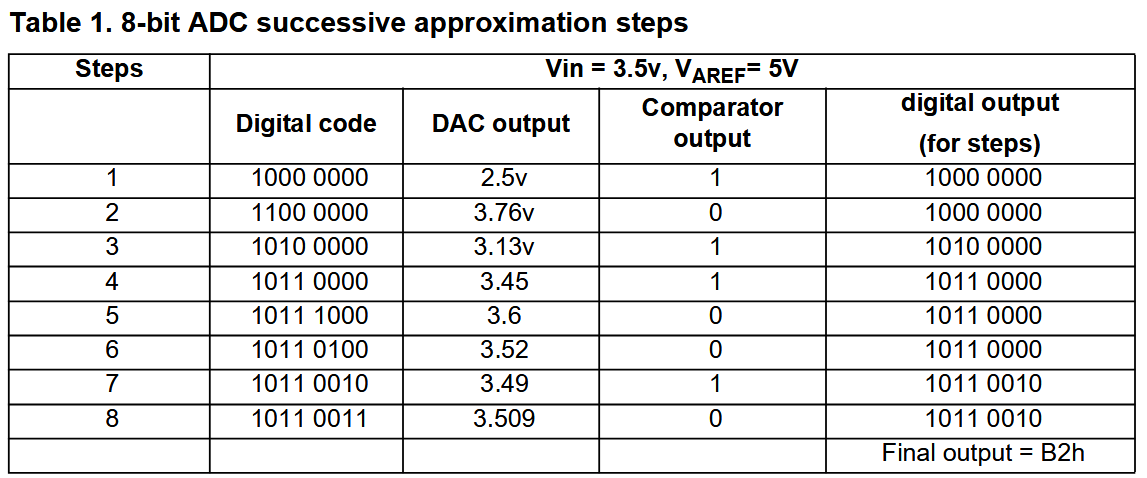 Table 1. 8-bit ADC successive approximation steps
Steps Vin = 3.5v, VAREF= 5V
Digital code DAC output Comparator output digital output (for steps)
1 1000 0000 2.5v 1 1000 0000
2 1100 0000 3.76v 0 1000 0000
3 1010 0000 3.13v 1 1010 0000
4 1011 0000 3.45 1 1011 0000
5 1011 1000 3.6 0 1011 0000
6 1011 0100 3.52 0 1011 0000
7 1011 0010 3.49 1 1011 0010
8 1011 0011 3.509 0 1011 0010
Final output = B2h